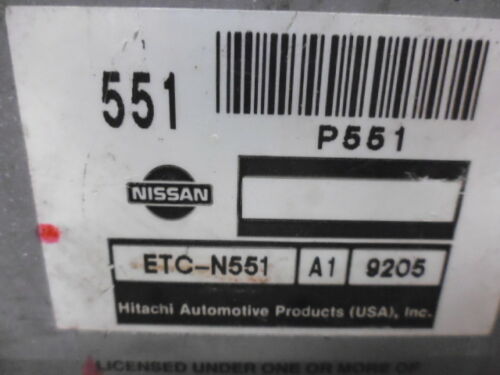 551
P551
NISSAN
ETC-N551 A1 9205
Hitachi Automotive Products (USA), Inc.
LICENSED UNDER ONE OR MORE OF